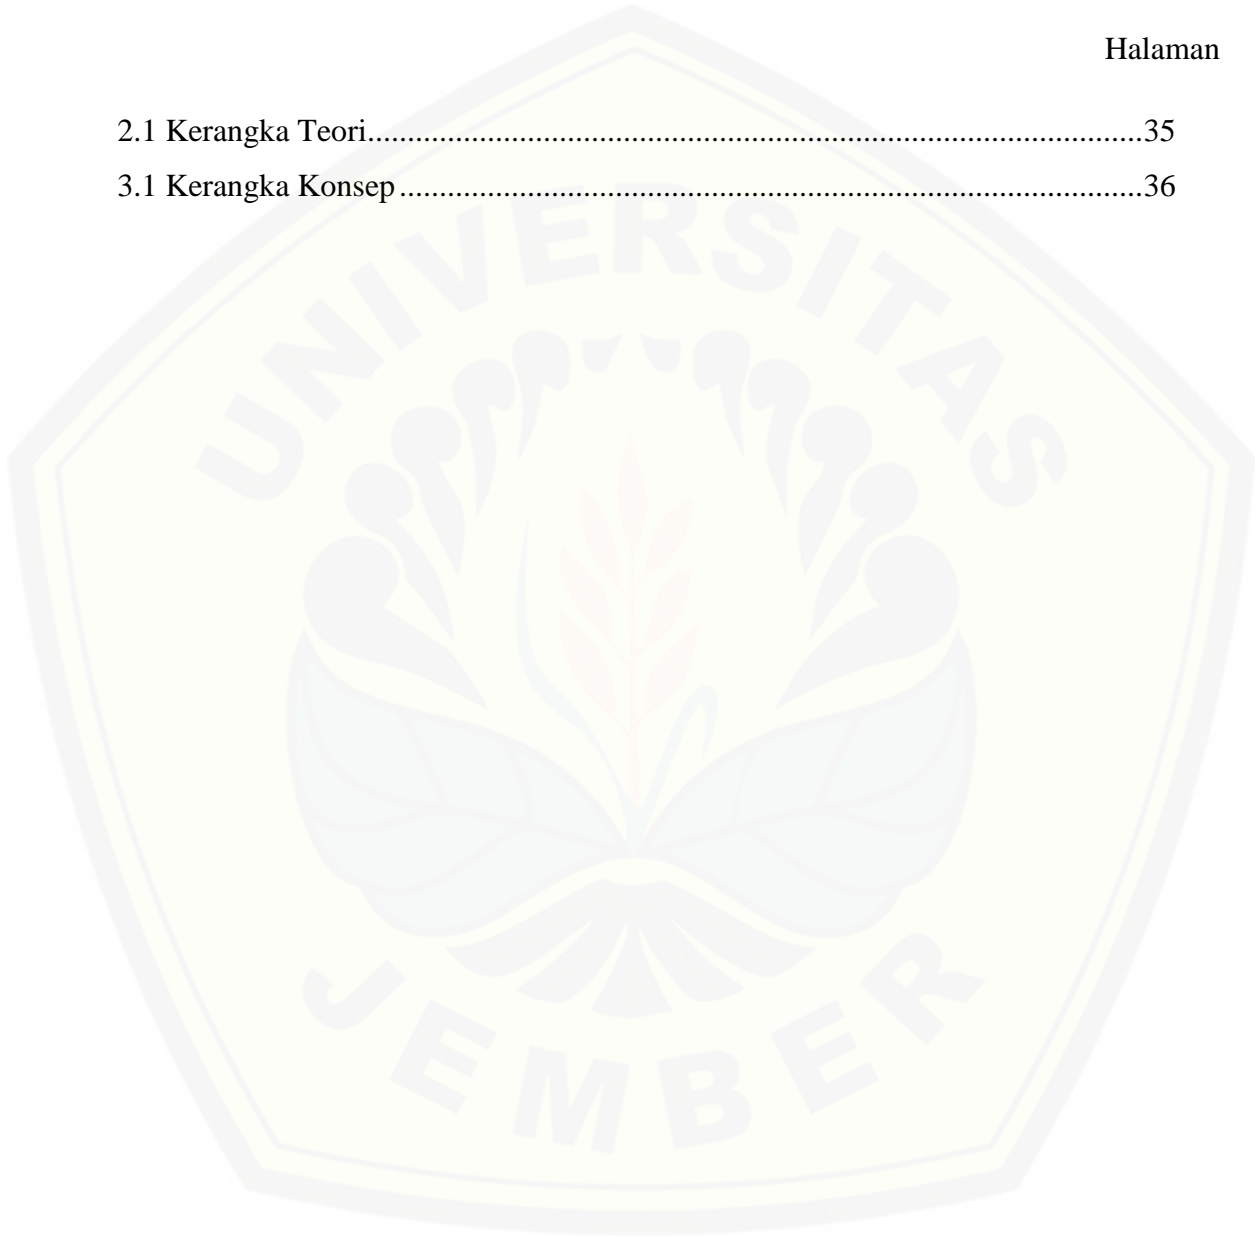 Halaman
2.1 Kerangka Teori.................................................................................................35
3.1 Kerangka Konsep.............................................................................................36
UNIVERSITAS
JEMBER